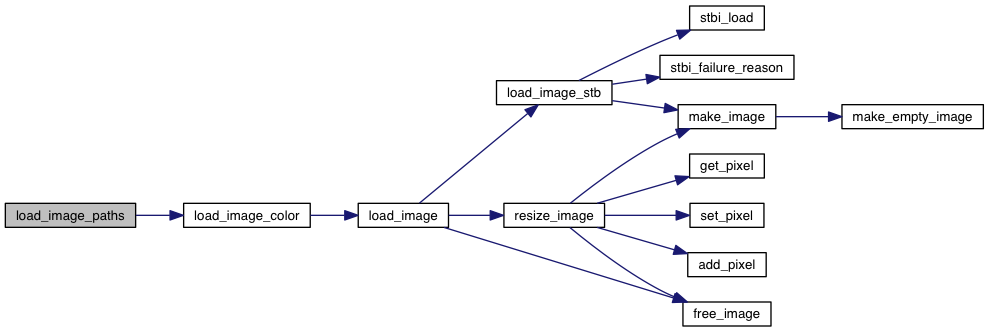 stbi_load
stbi_failure_reason
load_image_stb
make_image
make_empty_image
get_pixel
load_image_paths
load_image_color
load_image
resize_image
set_pixel
add_pixel
free_image